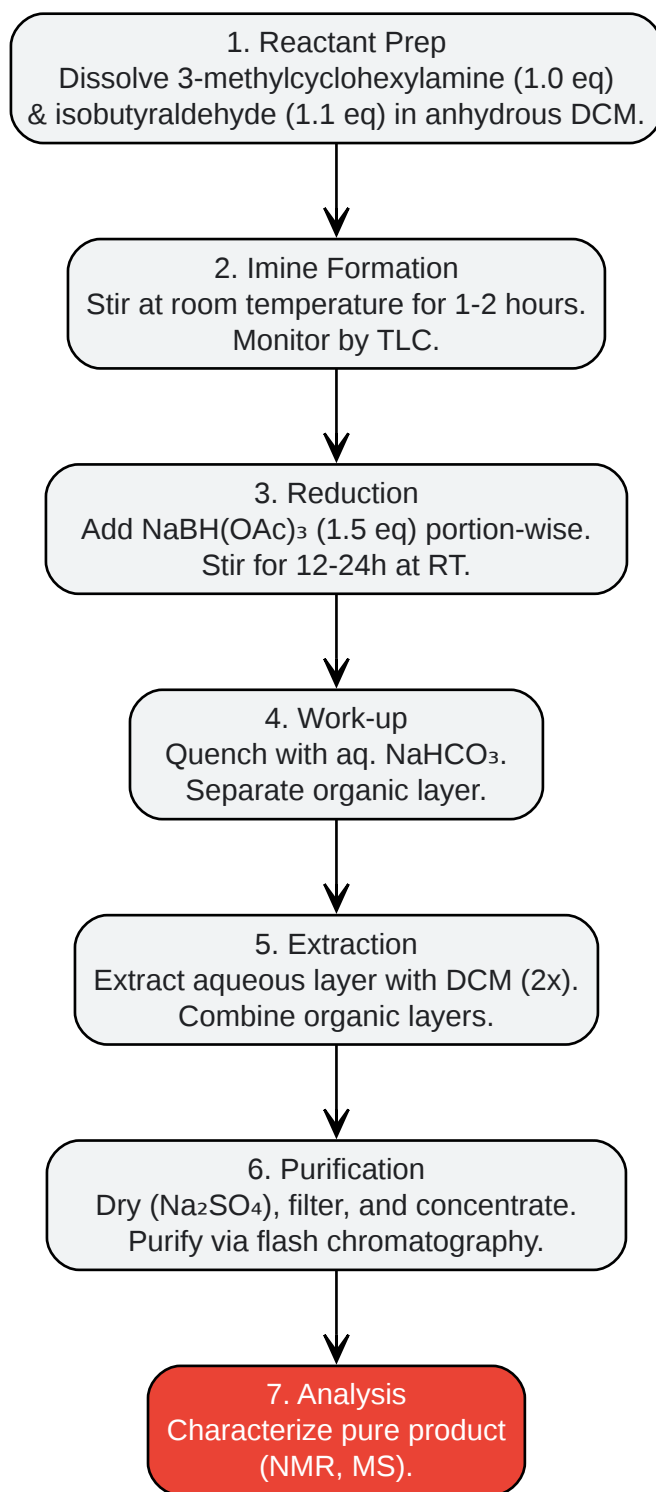 1. Reactant Prep
Dissolve 3-methylcyclohexylamine (1.0 eq)
& isobutyraldehyde (1.1 eq) in anhydrous DCM.
2. Imine Formation
Stir at room temperature for 1-2 hours.
Monitor by TLC.
3. Reduction
Add NaBH(OAc)₃ (1.5 eq) portion-wise.
Stir for 12-24h at RT.
4. Work-up
Quench with aq. NaHCO₃.
Separate organic layer.
5. Extraction
Extract aqueous layer with DCM (2x).
Combine organic layers.
6. Purification
Dry (Na₂SO₄), filter, and concentrate.
Purify via flash chromatography.
7. Analysis
Characterize pure product
(NMR, MS).